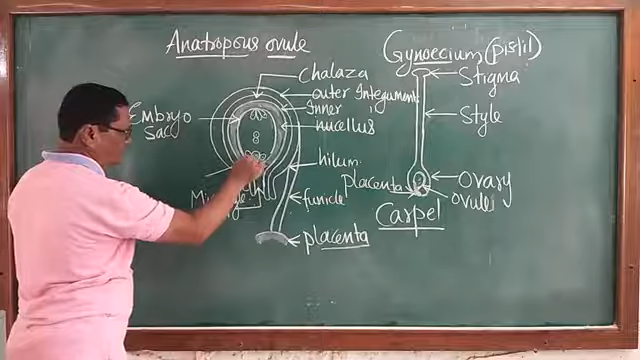 Anatropous ovule
Chalaza
outer Integument
Inner "
nucellus
Embryo
Sac
hilum
funicle
placenta
Gynoecium (pistil)
Stigma
Style
placenta
Ovary
Ovule
Carpel